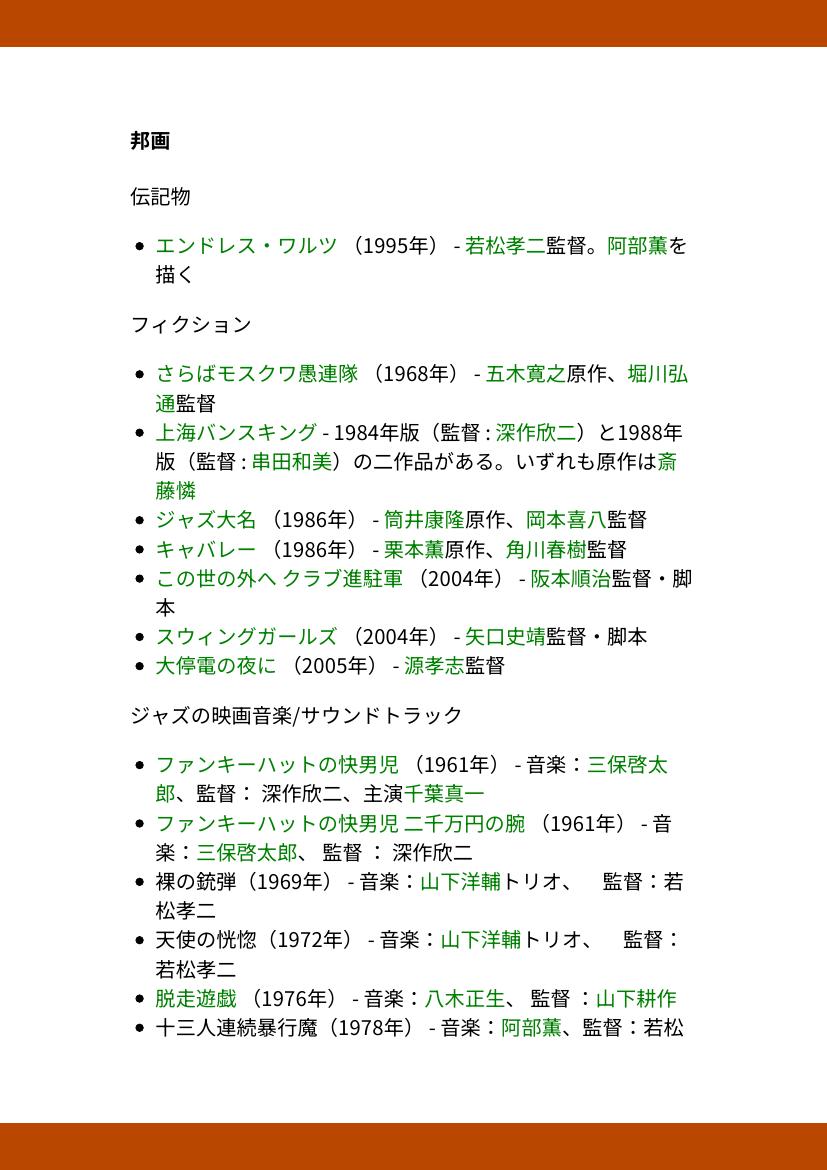 邦画
伝記物
• エンドレス・ワルツ （1995年） - 若松孝二監督。阿部薫を
描く
フィクション
• さらばモスクワ愚連隊 （1968年） - 五木寛之原作、堀川弘
通監督
• 上海バンスキング - 1984年版（監督 : 深作欣二）と1988年
版（監督 : 串田和美）の二作品がある。いずれも原作は斎
藤憐
• ジャズ大名 （1986年） - 筒井康隆原作、岡本喜八監督
• キャバレー （1986年） - 栗本薫原作、角川春樹監督
• この世の外へ クラブ進駐軍 （2004年） - 阪本順治監督・脚
本
• スウィングガールズ （2004年） - 矢口史靖監督・脚本
• 大停電の夜に （2005年） - 源孝志監督
ジャズの映画音楽/サウンドトラック
• ファンキーハットの快男児 （1961年） - 音楽：三保啓太
郎、監督： 深作欣二、主演千葉真一
• ファンキーハットの快男児 二千万円の腕 （1961年） - 音
楽：三保啓太郎、 監督 ： 深作欣二
• 裸の銃弾（1969年） - 音楽：山下洋輔トリオ、　監督：若
松孝二
• 天使の恍惚（1972年） - 音楽：山下洋輔トリオ、　監督：
若松孝二
• 脱走遊戯 （1976年） - 音楽：八木正生、 監督 ：山下耕作
• 十三人連続暴行魔（1978年） - 音楽：阿部薫、監督：若松